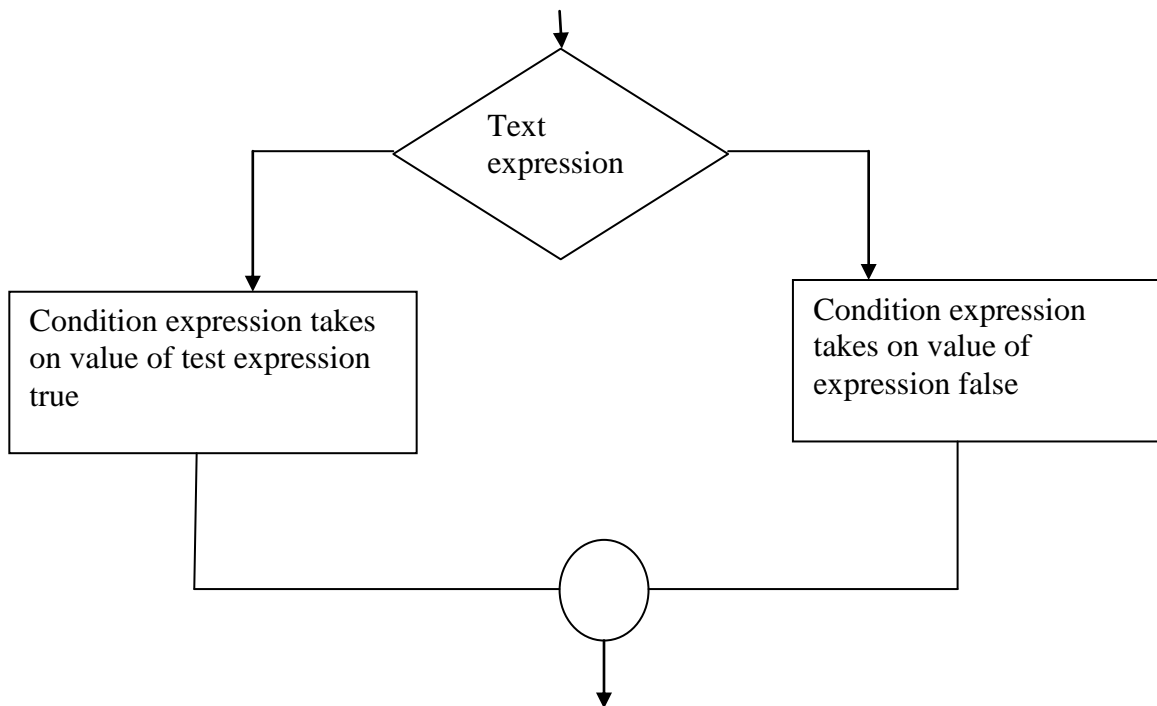 Text
expression
Condition expression takes
on value of test expression
true
Condition expression
takes on value of
expression false